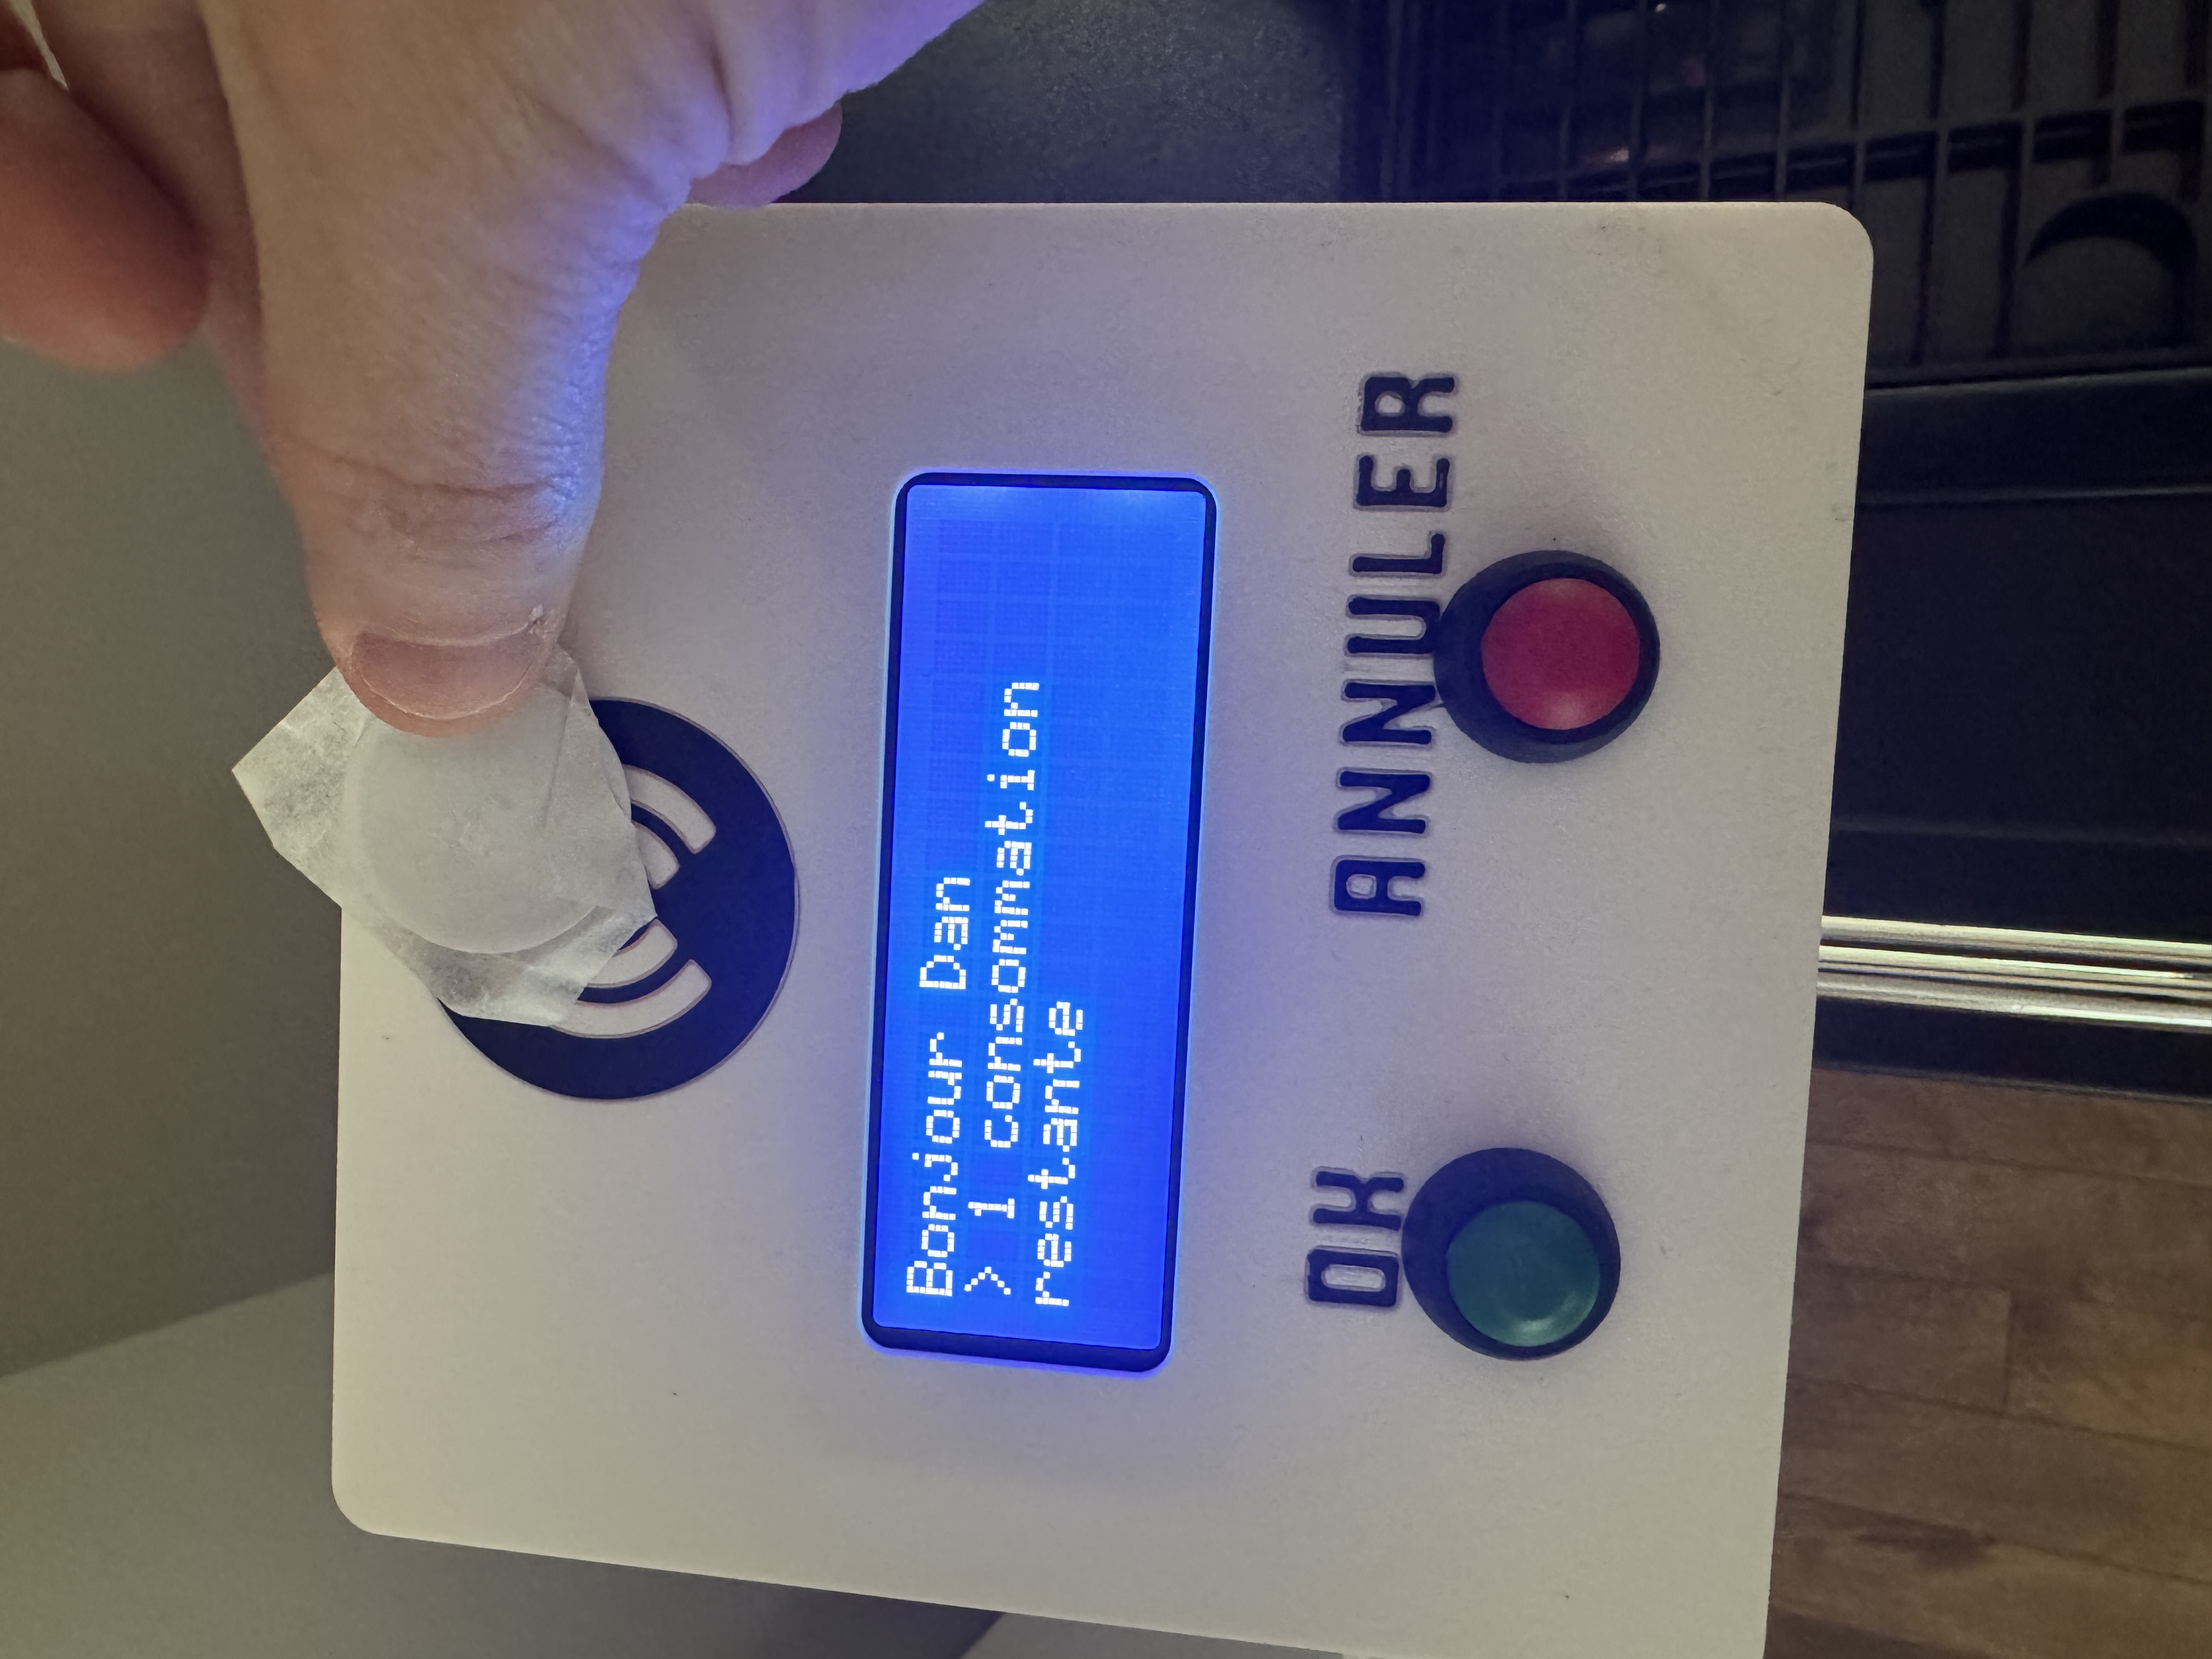 Bonjour Dan
> 1 consommation
restante
OK
ANNULER